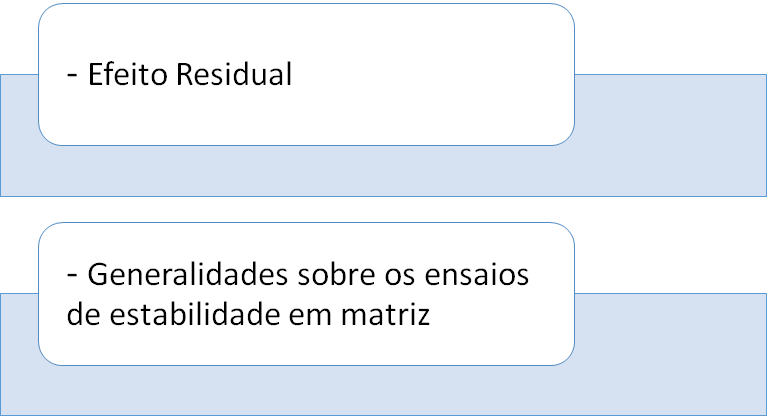 - Efeito Residual
- Generalidades sobre os ensaios
de estabilidade em matriz